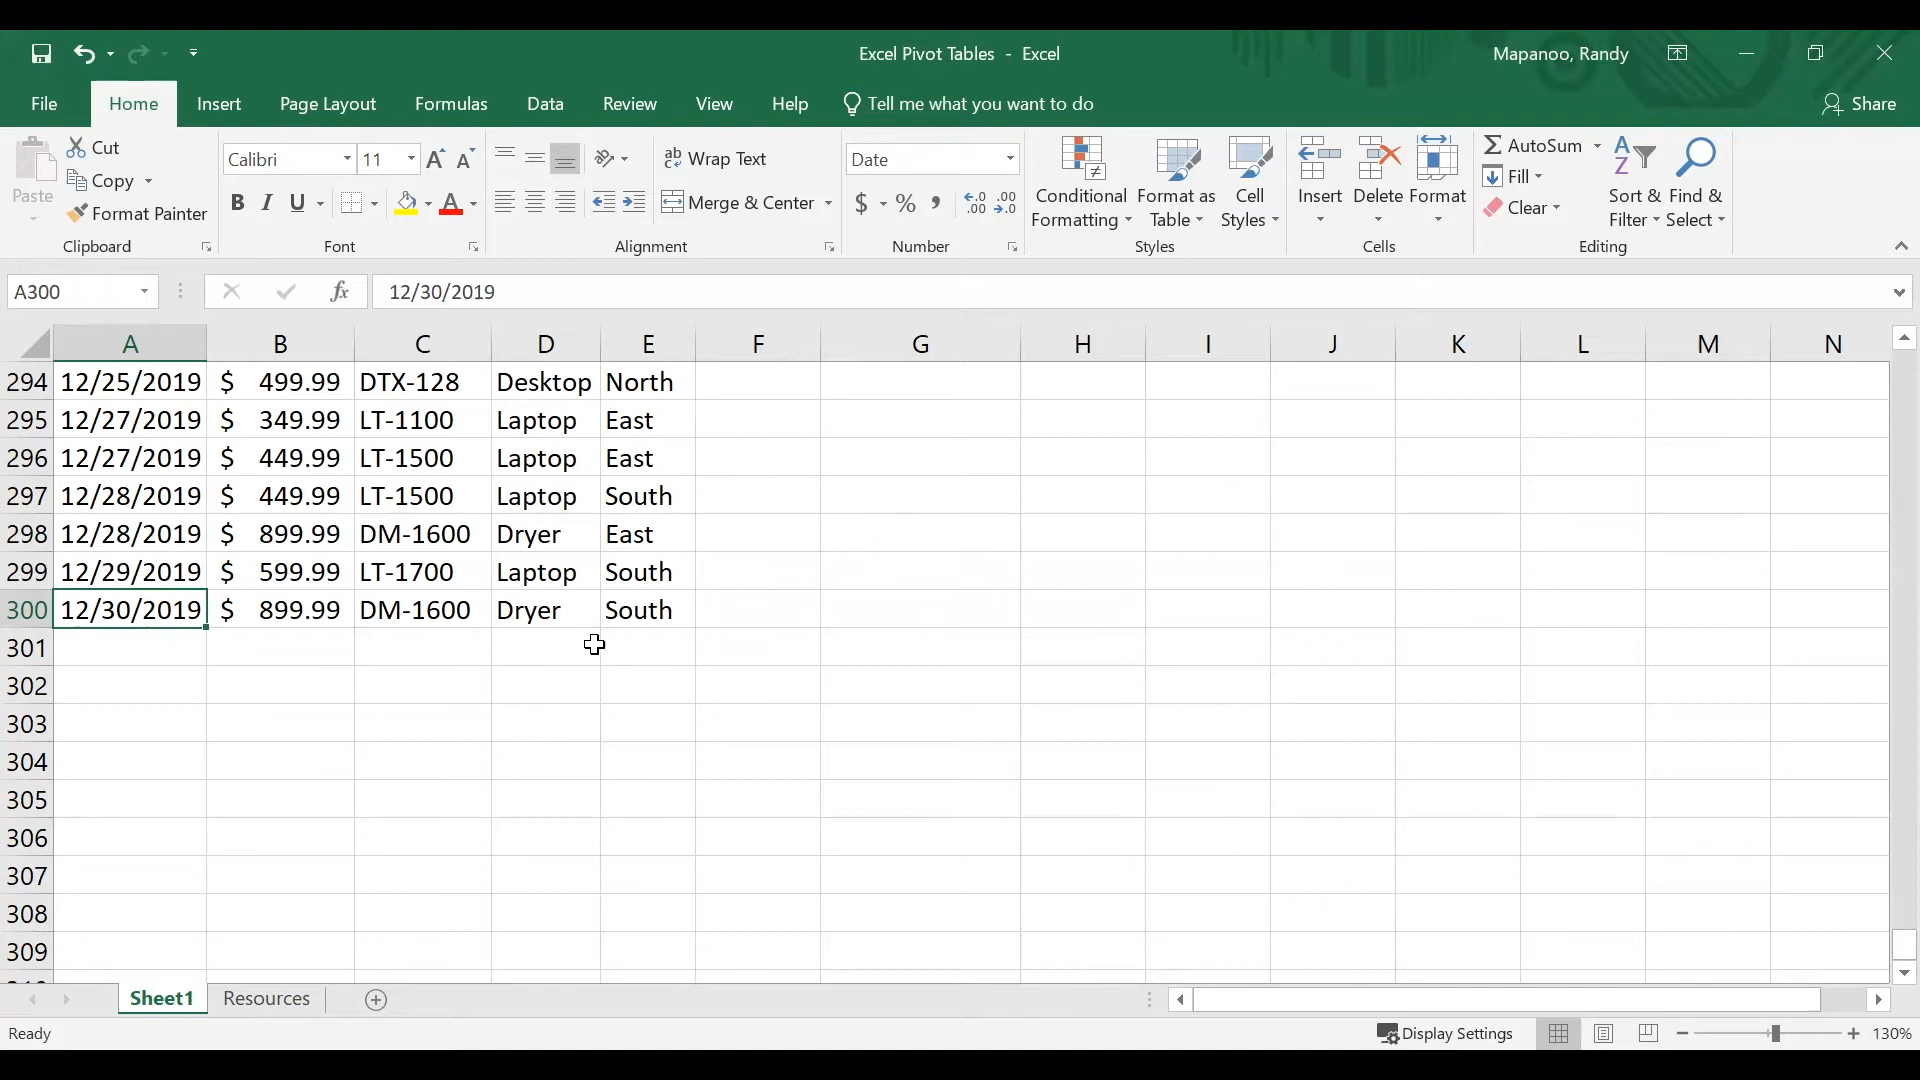 Excel Pivot Tables - Excel
Mapanoo, Randy
File Home Insert Page Layout Formulas Data Review View Help Tell me what you want to do Share
Paste
Cut
Copy
Format Painter
Clipboard
Calibri 11 A A
B I U A
Font
Wrap Text
Merge & Center
Alignment
Date
$ % ,
Number
Conditional Formatting
Format as Table
Cell Styles
Styles
Insert
Delete
Format
Cells
AutoSum
Fill
Clear
Sort & Filter
Find & Select
Editing
A300 fx 12/30/2019
A B C D E F G H I J K L M N
294 12/25/2019 $ 499.99 DTX-128 Desktop North
295 12/27/2019 $ 349.99 LT-1100 Laptop East
296 12/27/2019 $ 449.99 LT-1500 Laptop East
297 12/28/2019 $ 449.99 LT-1500 Laptop South
298 12/28/2019 $ 899.99 DM-1600 Dryer East
299 12/29/2019 $ 599.99 LT-1700 Laptop South
300 12/30/2019 $ 899.99 DM-1600 Dryer South
301
302
303
304
305
306
307
308
309
Sheet1 Resources
Ready
Display Settings
130%